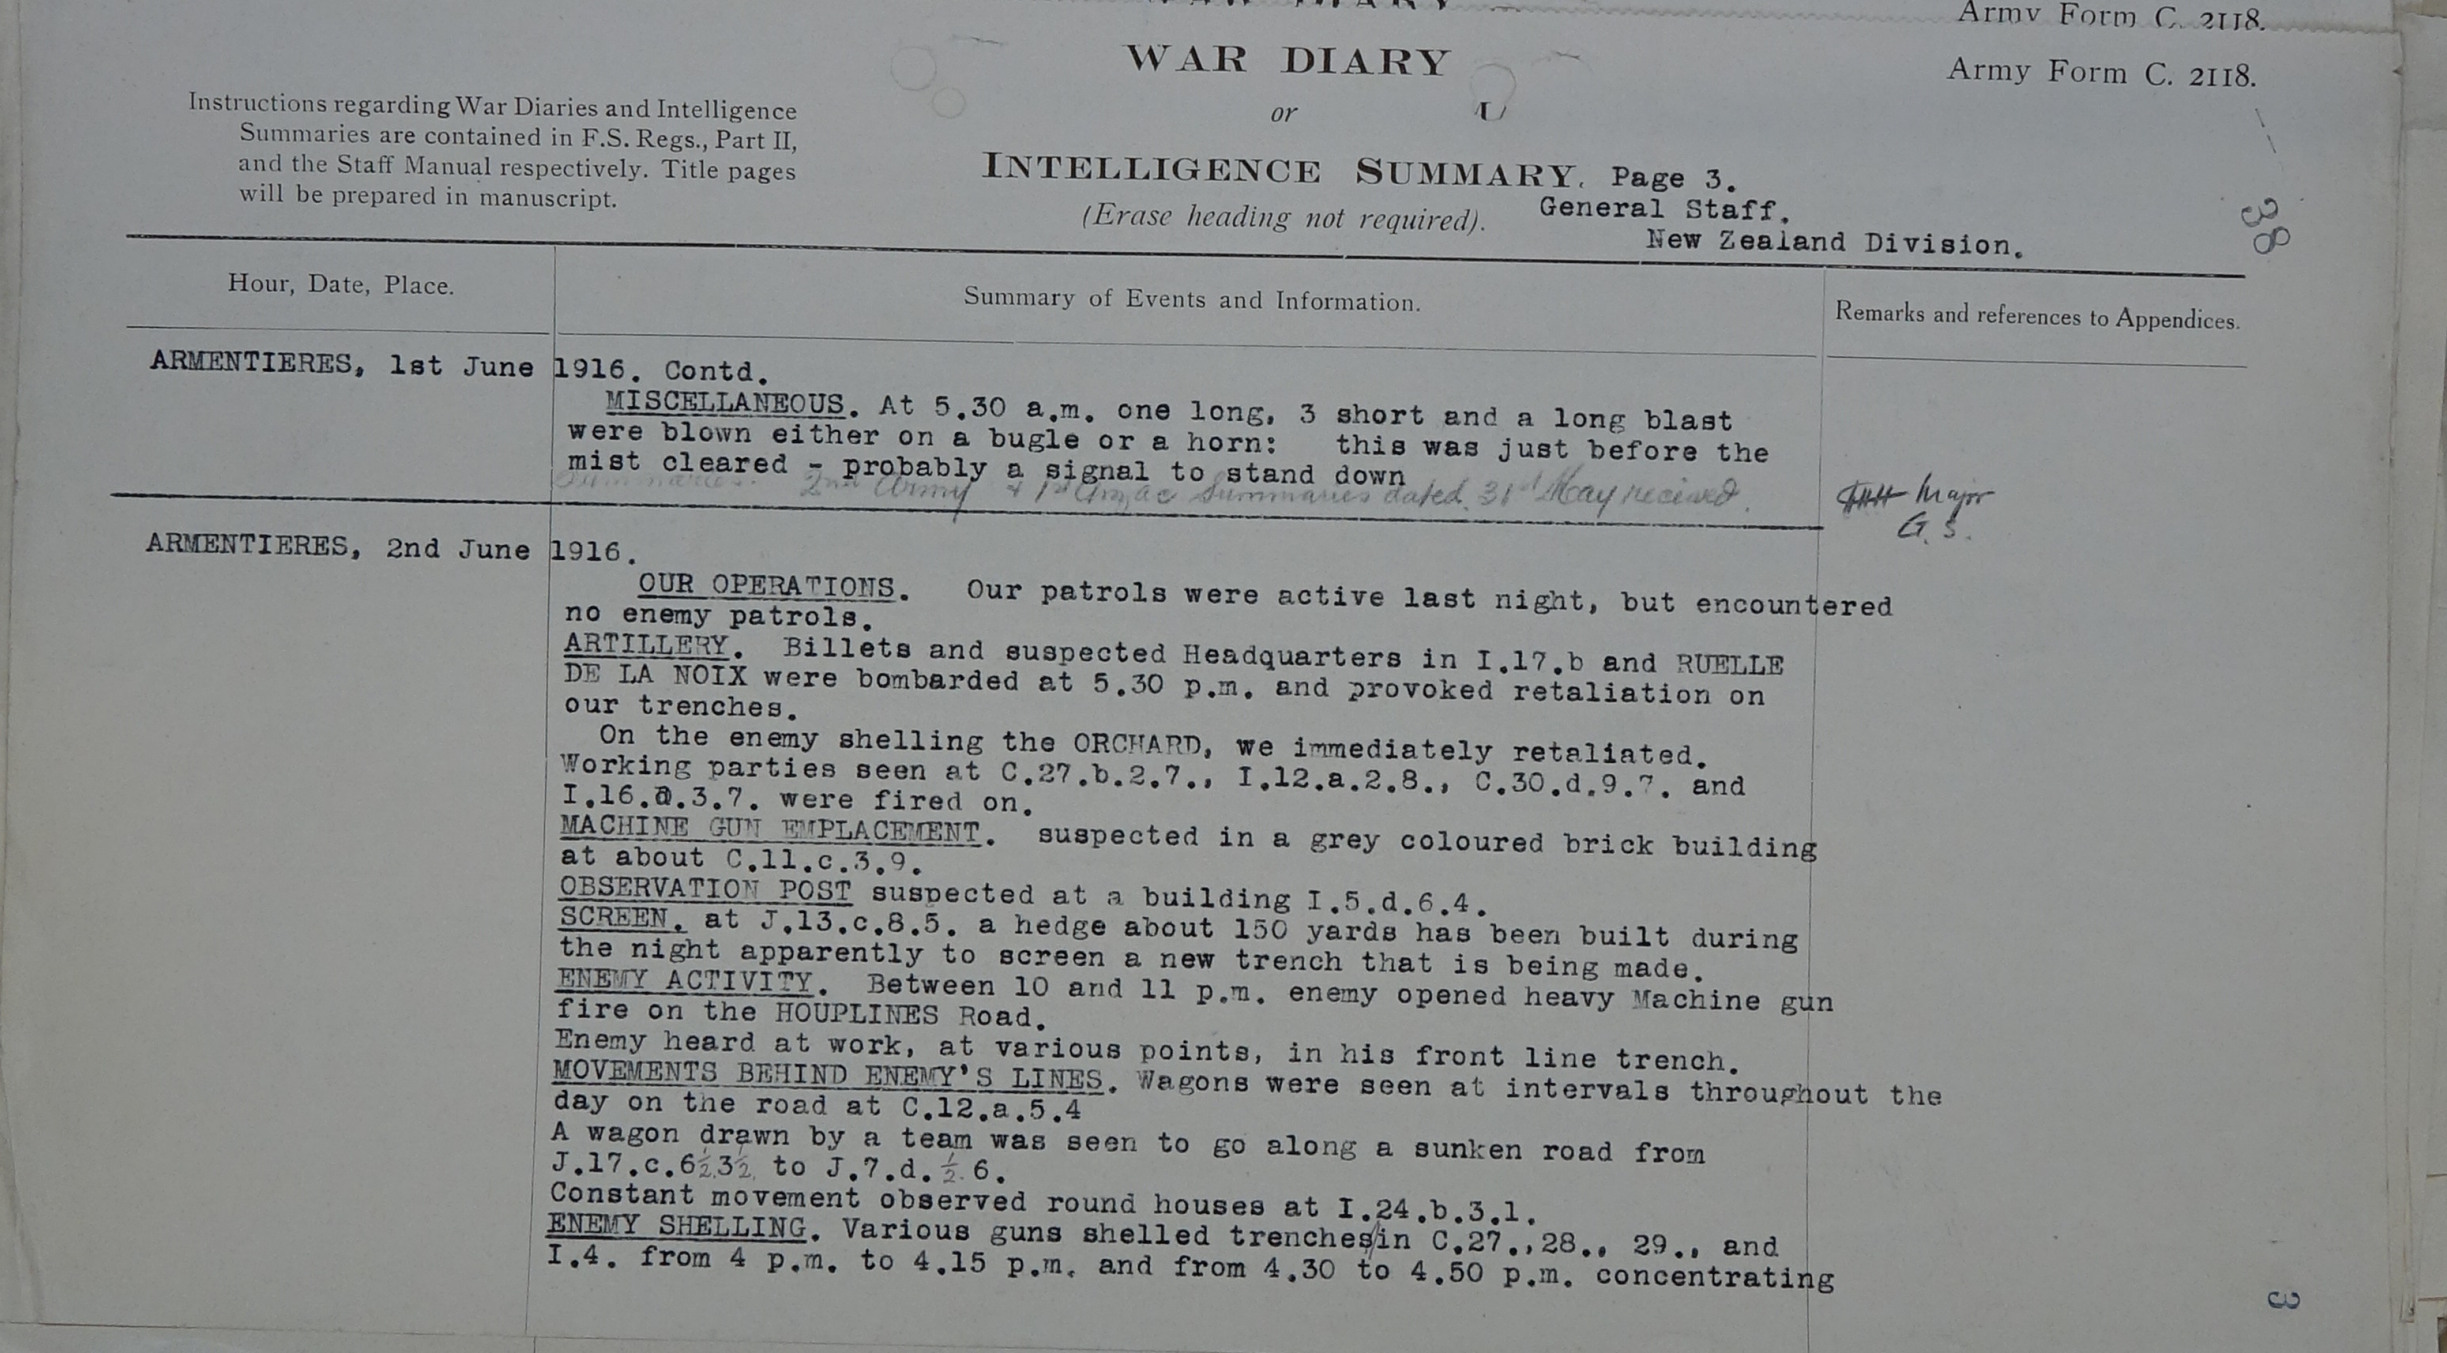 Army Form C. 2118.
WAR DIARY
Army Form C. 2118.
or
Instructions regarding War Diaries and Intelligence
Summaries are contained in F.S. Regs., Part II,
and the Staff Manual respectively. Title pages
will be prepared in manuscript.
INTELLIGENCE SUMMARY. Page 3.
(Erase heading not required). General Staff.
New Zealand Division.
38
Hour, Date, Place.
Summary of Events and Information.
Remarks and references to Appendices.
ARMENTIERES, 1st June 1916. Contd.
MISCELLANEOUS. At 5.30 a.m. one long, 3 short and a long blast
were blown either on a bugle or a horn: this was just before the
mist cleared - probably a signal to stand down
Summaries. 2nd Army & 1st Anzac Summaries dated 31st May received.
Major
G.S.
ARMENTIERES, 2nd June 1916.
OUR OPERATIONS. Our patrols were active last night, but encountered
no enemy patrols.
ARTILLERY. Billets and suspected Headquarters in I.17.b and RUELLE
DE LA NOIX were bombarded at 5.30 p.m. and provoked retaliation on
our trenches.
On the enemy shelling the ORCHARD, we immediately retaliated.
Working parties seen at C.27.b.2.7., I.12.a.2.8., C.30.d.9.7. and
I.16. .3.7. were fired on.
MACHINE GUN EMPLACEMENT. suspected in a grey coloured brick building
at about C.11.c.3.9.
OBSERVATION POST suspected at a building I.5.d.6.4.
SCREEN. at J.13.c.8.5. a hedge about 150 yards has been built during
the night apparently to screen a new trench that is being made.
ENEMY ACTIVITY. Between 10 and 11 p.m. enemy opened heavy Machine gun
fire on the HOUPLINES Road.
Enemy heard at work, at various points, in his front line trench.
MOVEMENTS BEHIND ENEMY'S LINES. Wagons were seen at intervals throughout the
day on the road at C.12.a.5.4
A wagon drawn by a team was seen to go along a sunken road from
J.17.c.6½.3½ to J.7.d.½.6.
Constant movement observed round houses at I.24.b.3.1.
ENEMY SHELLING. Various guns shelled trenches/in C.27.,28., 29., and
I.4. from 4 p.m. to 4.15 p.m. and from 4.30 to 4.50 p.m. concentrating
3